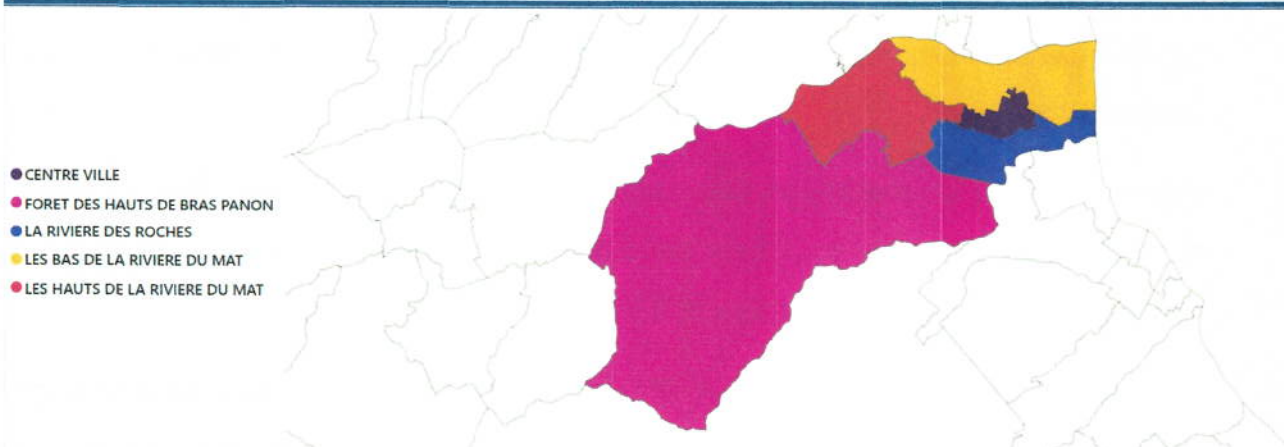 CENTRE VILLE
FORET DES HAUTS DE BRAS PANON
LA RIVIERE DES ROCHES
LES BAS DE LA RIVIERE DU MAT
LES HAUTS DE LA RIVIERE DU MAT